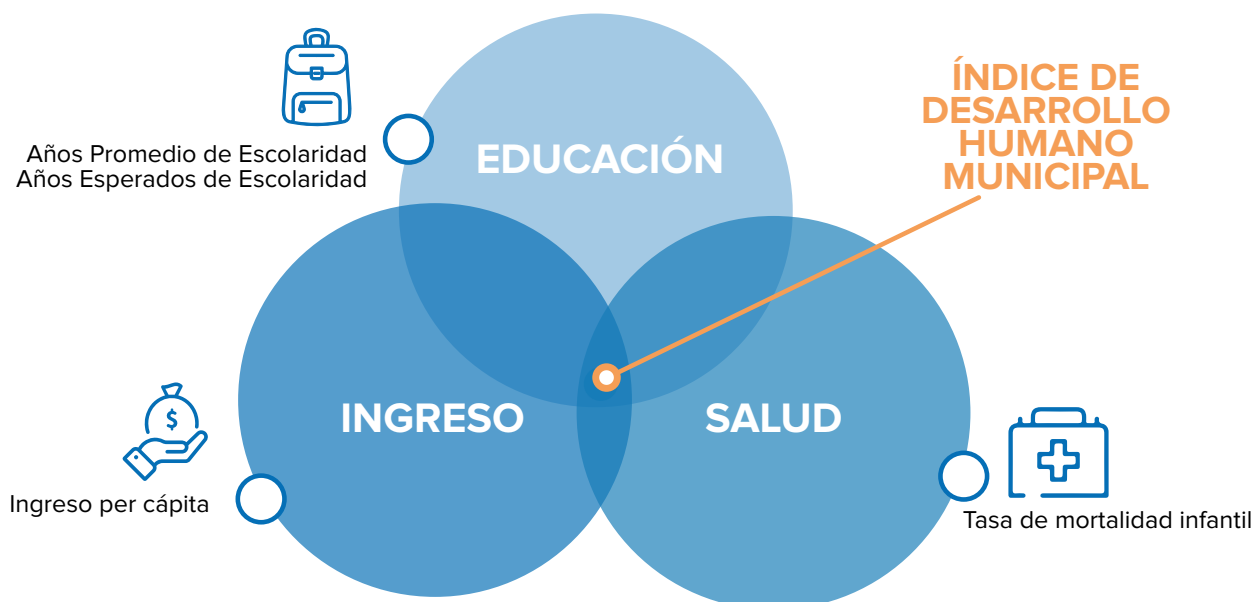 ÍNDICE DE
DESARROLLO
HUMANO
MUNICIPAL
EDUCACIÓN
Años Promedio de Escolaridad
Años Esperados de Escolaridad
INGRESO
SALUD
$
Ingreso per cápita
Tasa de mortalidad infantil